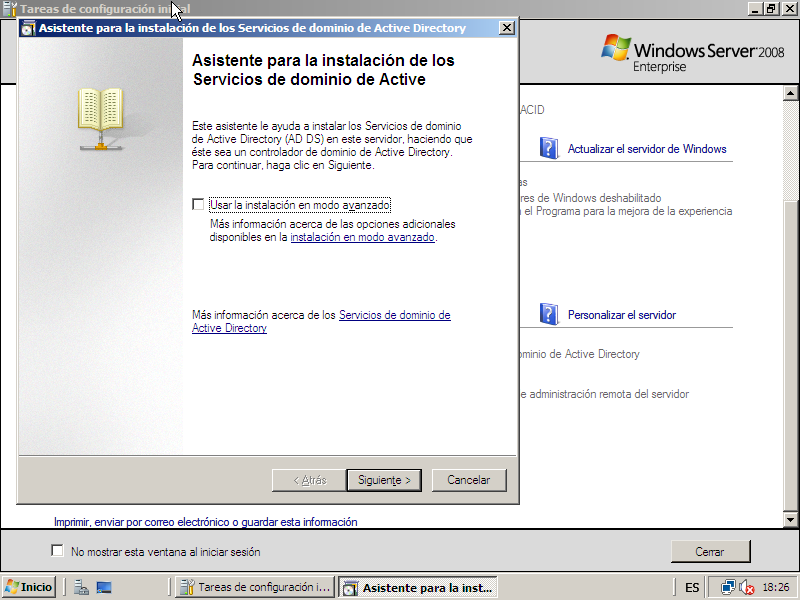 Tareas de configuración inicial
Asistente para la instalación de los Servicios de dominio de Active Directory
Windows Server 2008
Enterprise
Asistente para la instalación de los
Servicios de dominio de Active
Este asistente le ayuda a instalar los Servicios de dominio
de Active Directory (AD DS) en este servidor, haciendo que
éste sea un controlador de dominio de Active Directory.
Para continuar, haga clic en Siguiente.
Usar la instalación en modo avanzado
Más información acerca de las opciones adicionales
disponibles en la instalación en modo avanzado.
Más información acerca de los Servicios de dominio de
Active Directory
< Atrás
Siguiente >
Cancelar
ACID
Actualizar el servidor de Windows
as
res de Windows deshabilitado
el Programa para la mejora de la experiencia
Personalizar el servidor
ominio de Active Directory
e administración remota del servidor
Imprimir, enviar por correo electrónico o guardar esta información
No mostrar esta ventana al iniciar sesión
Cerrar
Inicio
Tareas de configuración i...
Asistente para la inst...
ES
18:26